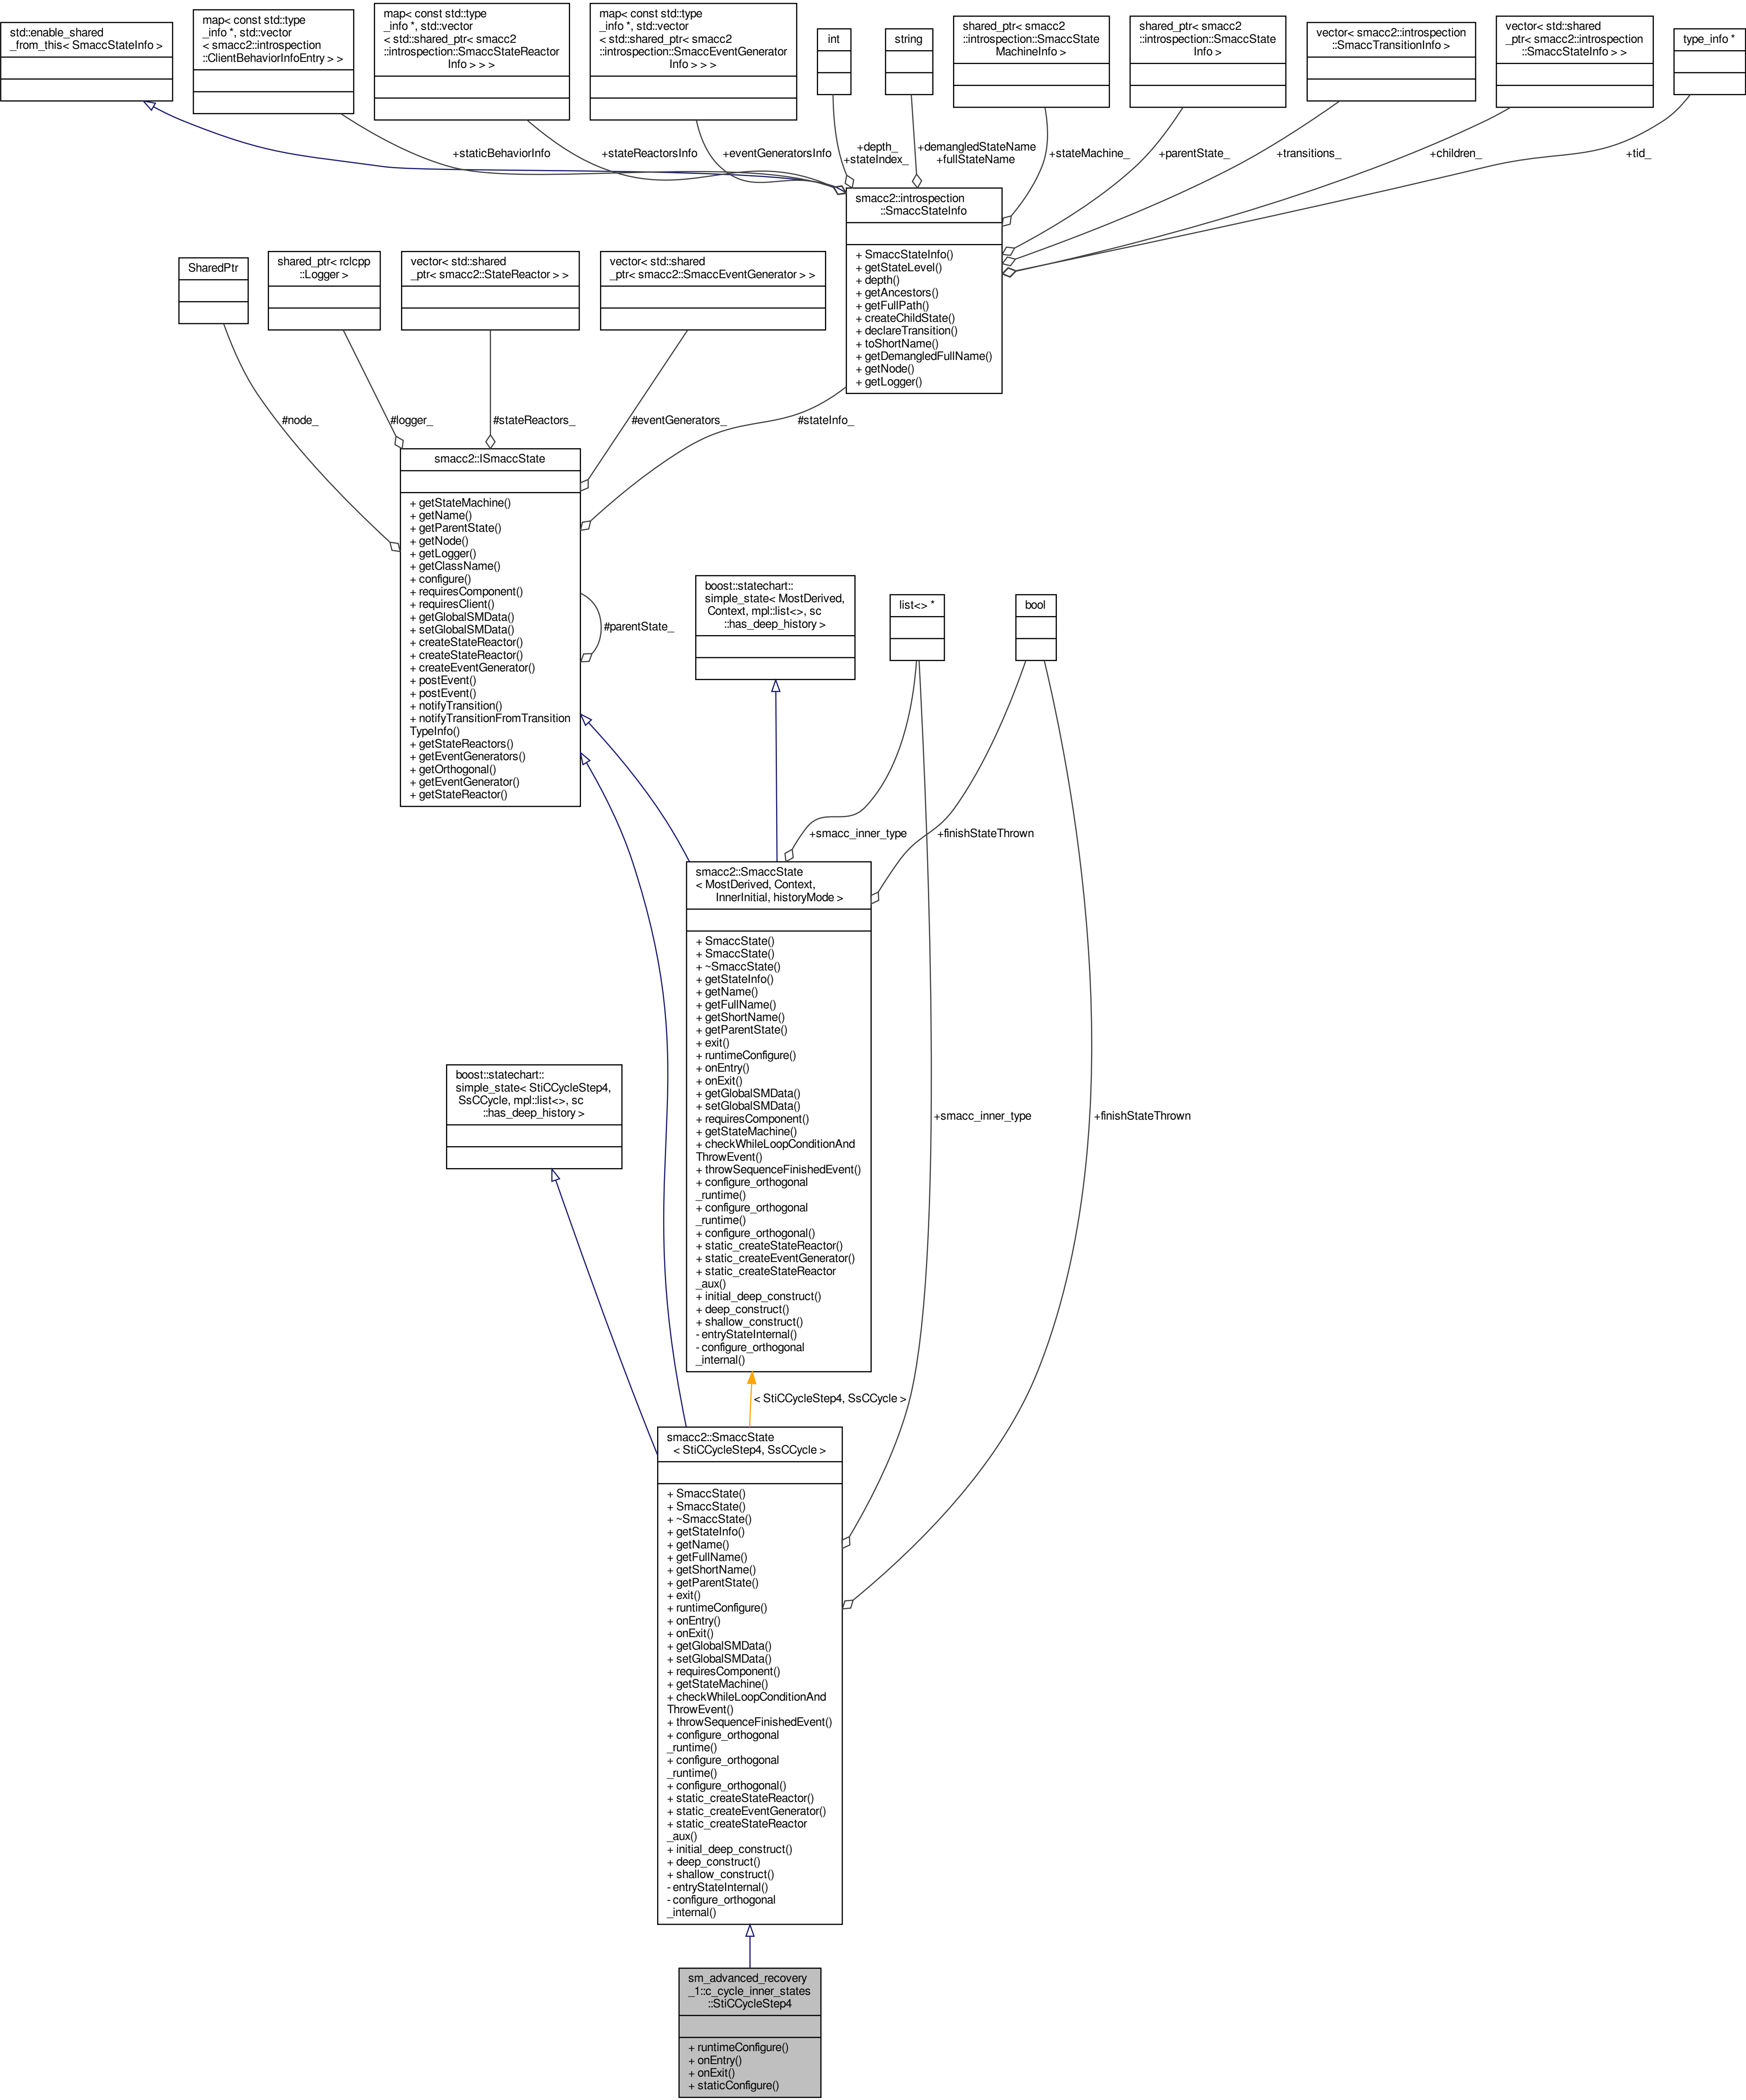 std::enable_shared
_from_this< SmaccStateInfo >
map< const std::type
_info *, std::vector
< smacc2::introspection
::ClientBehaviorInfoEntry > >
map< const std::type
_info *, std::vector
< std::shared_ptr< smacc2
::introspection::SmaccStateReactor
Info > > >
map< const std::type
_info *, std::vector
< std::shared_ptr< smacc2
::introspection::SmaccEventGenerator
Info > > >
int
string
shared_ptr< smacc2
::introspection::SmaccState
MachineInfo >
shared_ptr< smacc2
::introspection::SmaccState
Info >
vector< smacc2::introspection
::SmaccTransitionInfo >
vector< std::shared
_ptr< smacc2::introspection
::SmaccStateInfo > >
type_info *
+staticBehaviorInfo
+stateReactorsInfo
+eventGeneratorsInfo
+depth_
+stateIndex_
+demangledStateName
+fullStateName
+stateMachine_
+parentState_
+transitions_
+children_
+tid_
smacc2::introspection
::SmaccStateInfo
+ SmaccStateInfo()
+ getStateLevel()
+ depth()
+ getAncestors()
+ getFullPath()
+ createChildState()
+ declareTransition()
+ toShortName()
+ getDemangledFullName()
+ getNode()
+ getLogger()
SharedPtr
shared_ptr< rclcpp
::Logger >
vector< std::shared
_ptr< smacc2::StateReactor > >
vector< std::shared
_ptr< smacc2::SmaccEventGenerator > >
#node_
#logger_
#stateReactors_
#eventGenerators_
#stateInfo_
smacc2::ISmaccState
+ getStateMachine()
+ getName()
+ getParentState()
+ getNode()
+ getLogger()
+ getClassName()
+ configure()
+ requiresComponent()
+ requiresClient()
+ getGlobalSMData()
+ setGlobalSMData()
+ createStateReactor()
+ createStateReactor()
+ createEventGenerator()
+ postEvent()
+ postEvent()
+ notifyTransition()
+ notifyTransitionFromTransition
TypeInfo()
+ getStateReactors()
+ getEventGenerators()
+ getOrthogonal()
+ getEventGenerator()
+ getStateReactor()
#parentState_
boost::statechart::
simple_state< MostDerived,
Context, mpl::list<>, sc
::has_deep_history >
list<> *
bool
+smacc_inner_type
+finishStateThrown
smacc2::SmaccState
< MostDerived, Context,
InnerInitial, historyMode >
+ SmaccState()
+ SmaccState()
+ ~SmaccState()
+ getStateInfo()
+ getName()
+ getFullName()
+ getShortName()
+ getParentState()
+ exit()
+ runtimeConfigure()
+ onEntry()
+ onExit()
+ getGlobalSMData()
+ setGlobalSMData()
+ requiresComponent()
+ getStateMachine()
+ checkWhileLoopConditionAnd
ThrowEvent()
+ throwSequenceFinishedEvent()
+ configure_orthogonal
_runtime()
+ configure_orthogonal
_runtime()
+ configure_orthogonal()
+ static_createStateReactor()
+ static_createEventGenerator()
+ static_createStateReactor
_aux()
+ initial_deep_construct()
+ deep_construct()
+ shallow_construct()
- entryStateInternal()
- configure_orthogonal
_internal()
boost::statechart::
simple_state< StiCCycleStep4,
SsCCycle, mpl::list<>, sc
::has_deep_history >
+smacc_inner_type
+finishStateThrown
< StiCCycleStep4, SsCCycle >
smacc2::SmaccState
< StiCCycleStep4, SsCCycle >
+ SmaccState()
+ SmaccState()
+ ~SmaccState()
+ getStateInfo()
+ getName()
+ getFullName()
+ getShortName()
+ getParentState()
+ exit()
+ runtimeConfigure()
+ onEntry()
+ onExit()
+ getGlobalSMData()
+ setGlobalSMData()
+ requiresComponent()
+ getStateMachine()
+ checkWhileLoopConditionAnd
ThrowEvent()
+ throwSequenceFinishedEvent()
+ configure_orthogonal
_runtime()
+ configure_orthogonal
_runtime()
+ configure_orthogonal()
+ static_createStateReactor()
+ static_createEventGenerator()
+ static_createStateReactor
_aux()
+ initial_deep_construct()
+ deep_construct()
+ shallow_construct()
- entryStateInternal()
- configure_orthogonal
_internal()
sm_advanced_recovery
_1::c_cycle_inner_states
::StiCCycleStep4
+ runtimeConfigure()
+ onEntry()
+ onExit()
+ staticConfigure()